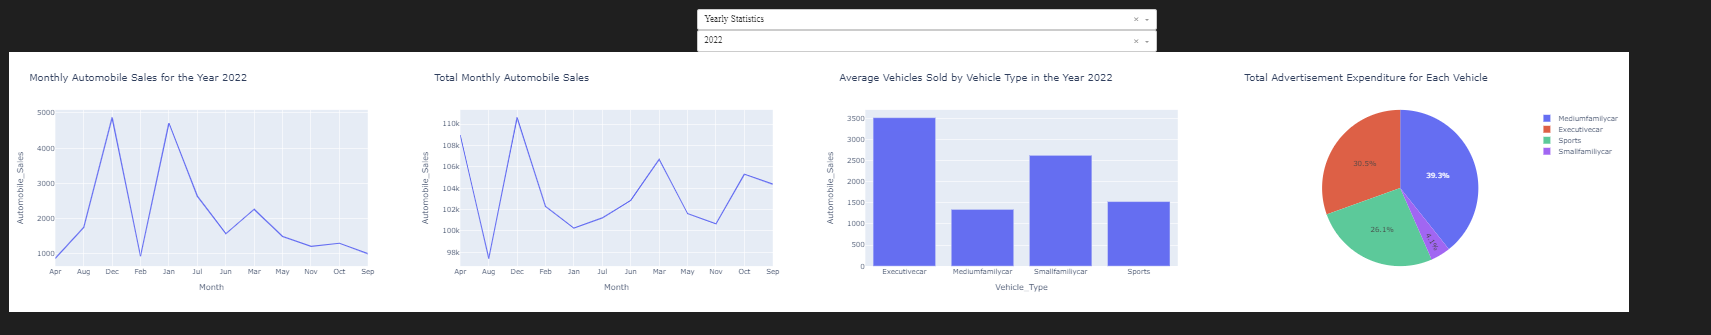 Yearly Statistics
2022
Monthly Automobile Sales for the Year 2022
5000
4000
3000
2000
1000
Automobile_Sales
Apr Aug Dec Feb Jan Jul Jun Mar May Nov Oct Sep
Month
Total Monthly Automobile Sales
110k
108k
106k
104k
102k
100k
98k
Automobile_Sales
Apr Aug Dec Feb Jan Jul Jun Mar May Nov Oct Sep
Month
Average Vehicles Sold by Vehicle Type in the Year 2022
3500
3000
2500
2000
1500
1000
500
0
Automobile_Sales
Executivecar Mediumfamilycar Smallfamiliycar Sports
Vehicle_Type
Total Advertisement Expenditure for Each Vehicle
30.5%
39.3%
26.1%
4.1%
Mediumfamilycar
Executivecar
Sports
Smallfamiliycar